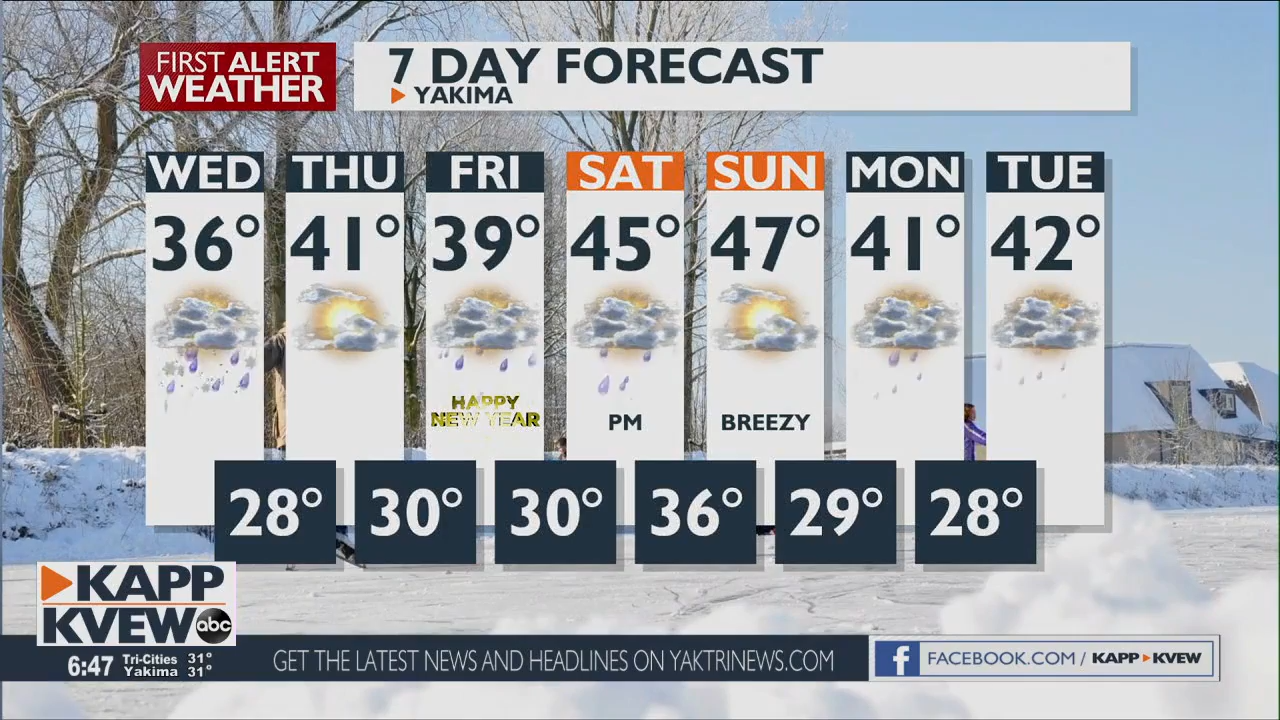 FIRST ALERT
WEATHER
7 DAY FORECAST
YAKIMA
WED THU FRI SAT SUN MON TUE
36° 41° 39° 45° 47° 41° 42°
HAPPY
NEW YEAR
PM
BREEZY
28° 30° 30° 36° 29° 28°
KAPP
KVEW abc
6:47
Tri-Cities 31°
Yakima 31°
GET THE LATEST NEWS AND HEADLINES ON YAKTRINEWS.COM
f FACEBOOK.COM / KAPP KVEW